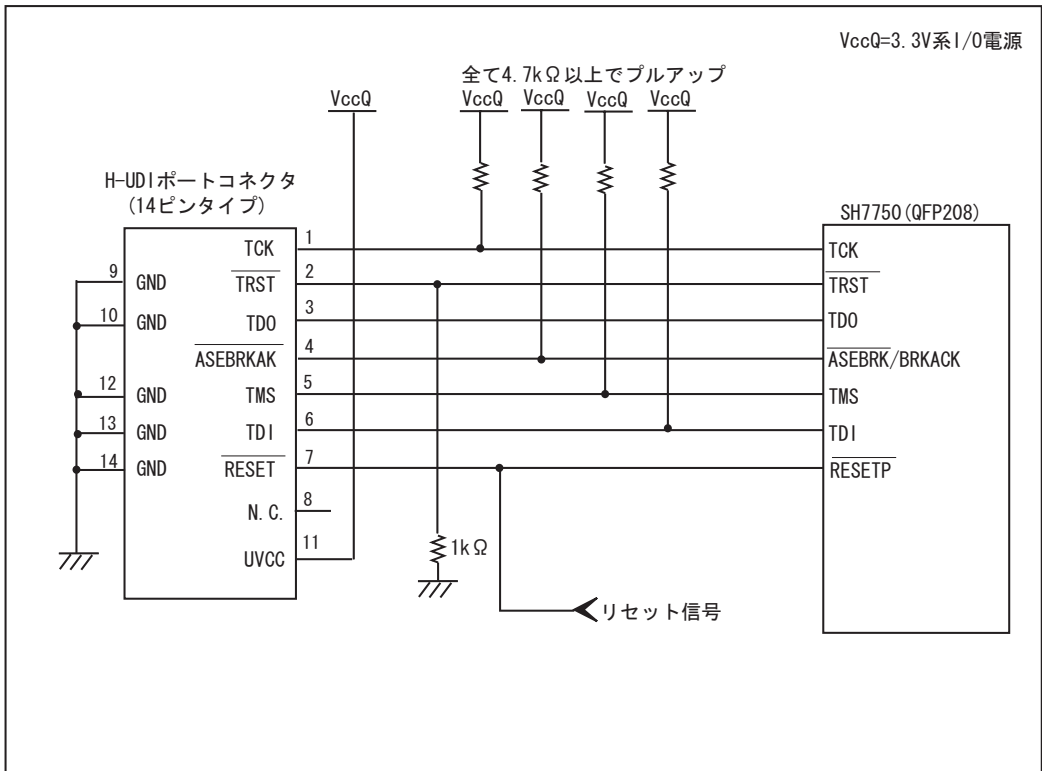 VccQ=3.3V系I/O電源
全て4.7kΩ以上でプルアップ
VccQ
VccQ
VccQ
VccQ
VccQ
H-UDIポートコネクタ
(14ピンタイプ)
SH7750(QFP208)
TCK
1
TCK
9
GND
TRST
2
TRST
10
GND
TDO
3
TDO
ASEBRKAK
4
ASEBRK/BRKACK
12
GND
TMS
5
TMS
13
GND
TDI
6
TDI
14
GND
RESET
7
RESETP
N.C.
8
UVCC
11
1kΩ
リセット信号